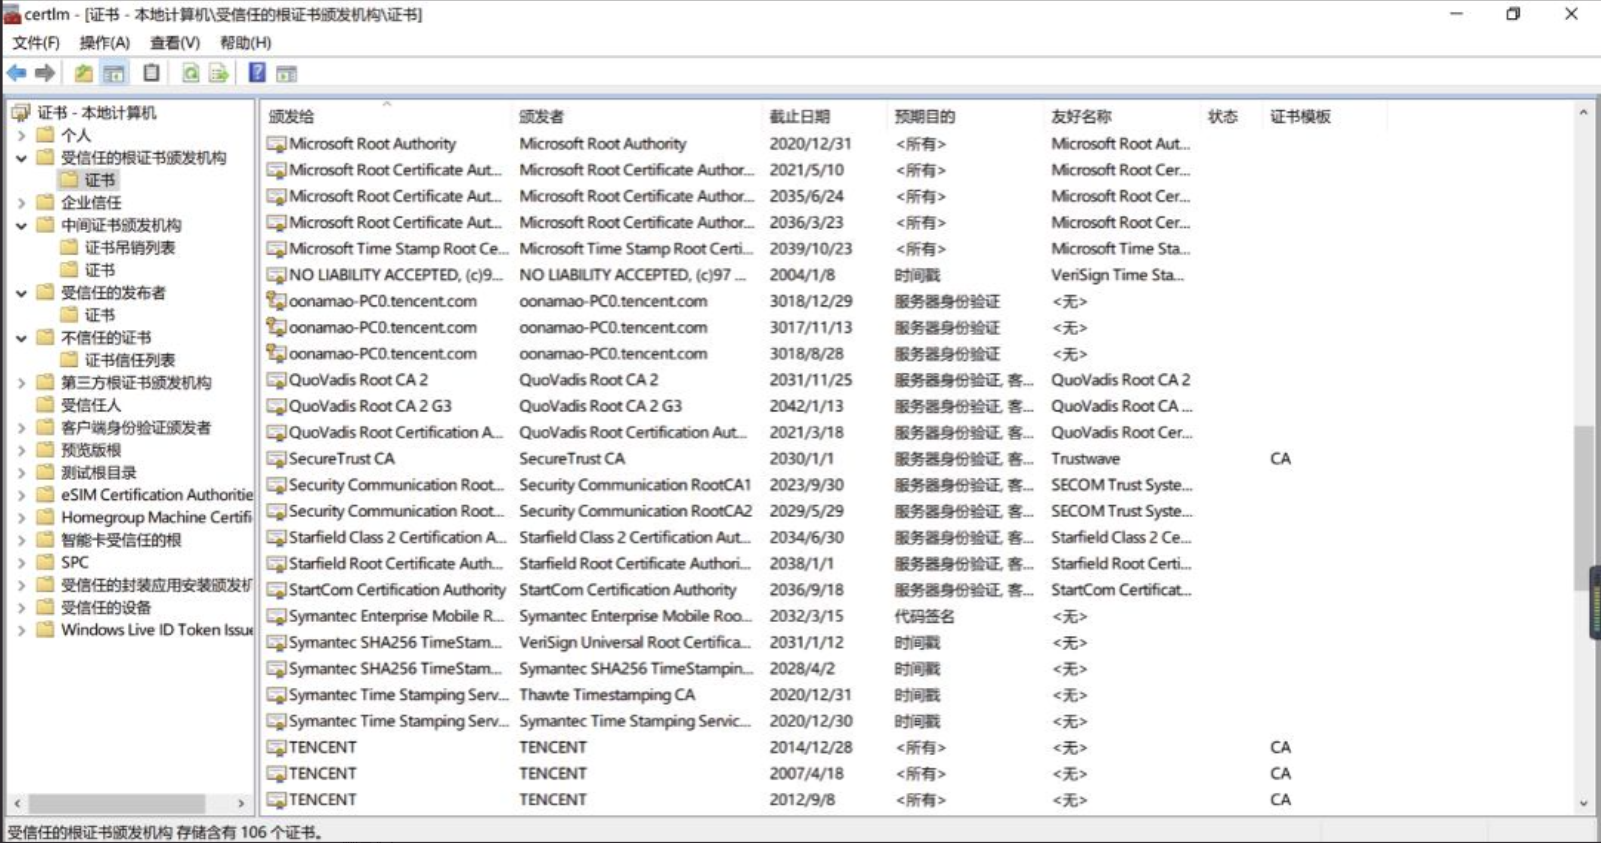 certlm - [证书 - 本地计算机\受信任的根证书颁发机构\证书]
文件(F) 操作(A) 查看(V) 帮助(H)
证书 - 本地计算机
个人
受信任的根证书颁发机构
证书
企业信任
中间证书颁发机构
证书吊销列表
证书
受信任的发布者
证书
不信任的证书
证书信任列表
第三方根证书颁发机构
受信任人
客户端身份验证颁发者
预览版根
测试根目录
eSIM Certification Authoritie
Homegroup Machine Certifi
智能卡受信任的根
SPC
受信任的封装应用安装颁发机
受信任的设备
Windows Live ID Token Issue
颁发给 颁发者 截止日期 预期目的 友好名称 状态 证书模板
Microsoft Root Authority Microsoft Root Authority 2020/12/31 <所有> Microsoft Root Aut...
Microsoft Root Certificate Aut... Microsoft Root Certificate Author... 2021/5/10 <所有> Microsoft Root Cer...
Microsoft Root Certificate Aut... Microsoft Root Certificate Author... 2035/6/24 <所有> Microsoft Root Cer...
Microsoft Root Certificate Aut... Microsoft Root Certificate Author... 2036/3/23 <所有> Microsoft Root Cer...
Microsoft Time Stamp Root Ce... Microsoft Time Stamp Root Certi... 2039/10/23 <所有> Microsoft Time Sta...
NO LIABILITY ACCEPTED, (c)9... NO LIABILITY ACCEPTED, (c)97 ... 2004/1/8 时间戳 VeriSign Time Sta...
oonamao-PC0.tencent.com oonamao-PC0.tencent.com 3018/12/29 服务器身份验证 <无>
oonamao-PC0.tencent.com oonamao-PC0.tencent.com 3017/11/13 服务器身份验证 <无>
oonamao-PC0.tencent.com oonamao-PC0.tencent.com 3018/8/28 服务器身份验证 <无>
QuoVadis Root CA 2 QuoVadis Root CA 2 2031/11/25 服务器身份验证, 客... QuoVadis Root CA 2
QuoVadis Root CA 2 G3 QuoVadis Root CA 2 G3 2042/1/13 服务器身份验证, 客... QuoVadis Root CA ...
QuoVadis Root Certification A... QuoVadis Root Certification Aut... 2021/3/18 服务器身份验证, 客... QuoVadis Root Cer...
SecureTrust CA SecureTrust CA 2030/1/1 服务器身份验证, 客... Trustwave CA
Security Communication Root... Security Communication RootCA1 2023/9/30 服务器身份验证, 客... SECOM Trust Syste...
Security Communication Root... Security Communication RootCA2 2029/5/29 服务器身份验证, 客... SECOM Trust Syste...
Starfield Class 2 Certification A... Starfield Class 2 Certification Aut... 2034/6/30 服务器身份验证, 客... Starfield Class 2 Ce...
Starfield Root Certificate Auth... Starfield Root Certificate Authori... 2038/1/1 服务器身份验证, 客... Starfield Root Certi...
StartCom Certification Authority StartCom Certification Authority 2036/9/18 服务器身份验证, 客... StartCom Certificat...
Symantec Enterprise Mobile R... Symantec Enterprise Mobile Roo... 2032/3/15 代码签名 <无>
Symantec SHA256 TimeStam... VeriSign Universal Root Certifica... 2031/1/12 时间戳 <无>
Symantec SHA256 TimeStam... Symantec SHA256 TimeStampin... 2028/4/2 时间戳 <无>
Symantec Time Stamping Serv... Thawte Timestamping CA 2020/12/31 时间戳 <无>
Symantec Time Stamping Serv... Symantec Time Stamping Servic... 2020/12/30 时间戳 <无>
TENCENT TENCENT 2014/12/28 <所有> <无> CA
TENCENT TENCENT 2007/4/18 <所有> <无> CA
TENCENT TENCENT 2012/9/8 <所有> <无> CA
受信任的根证书颁发机构 存储含有 106 个证书。